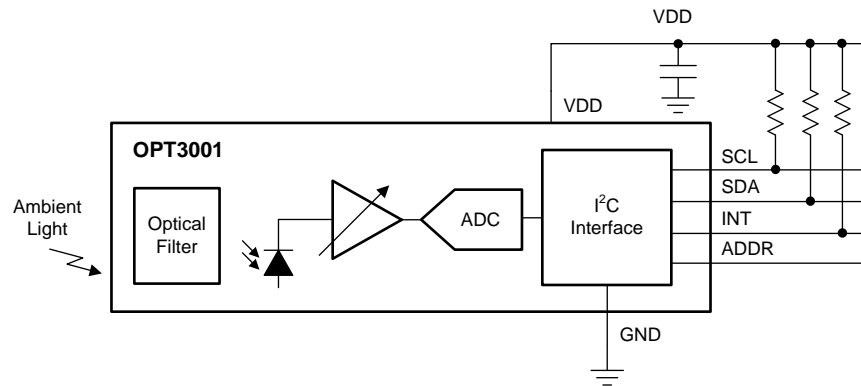 VDD
VDD
OPT3001
SCL
SDA
INT
ADDR
Ambient
Light
Optical
Filter
ADC
I²C
Interface
GND